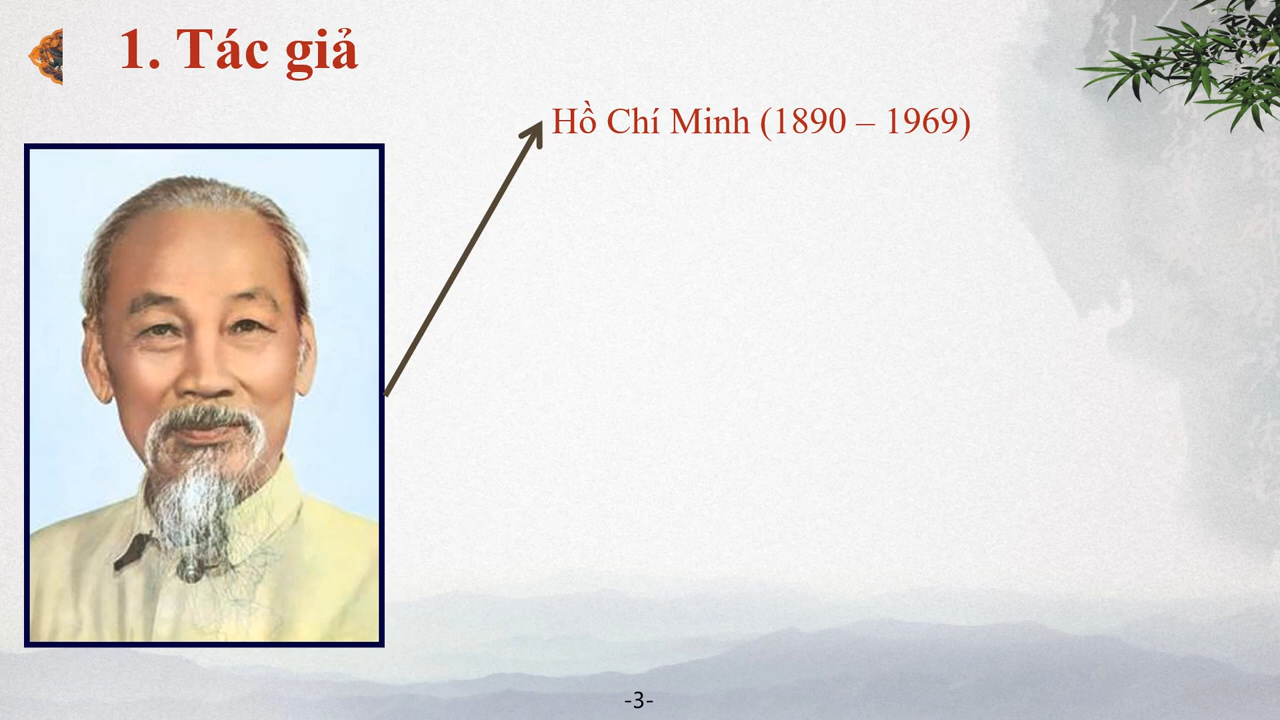 1. Tác giả
Hồ Chí Minh (1890 – 1969)
-3-